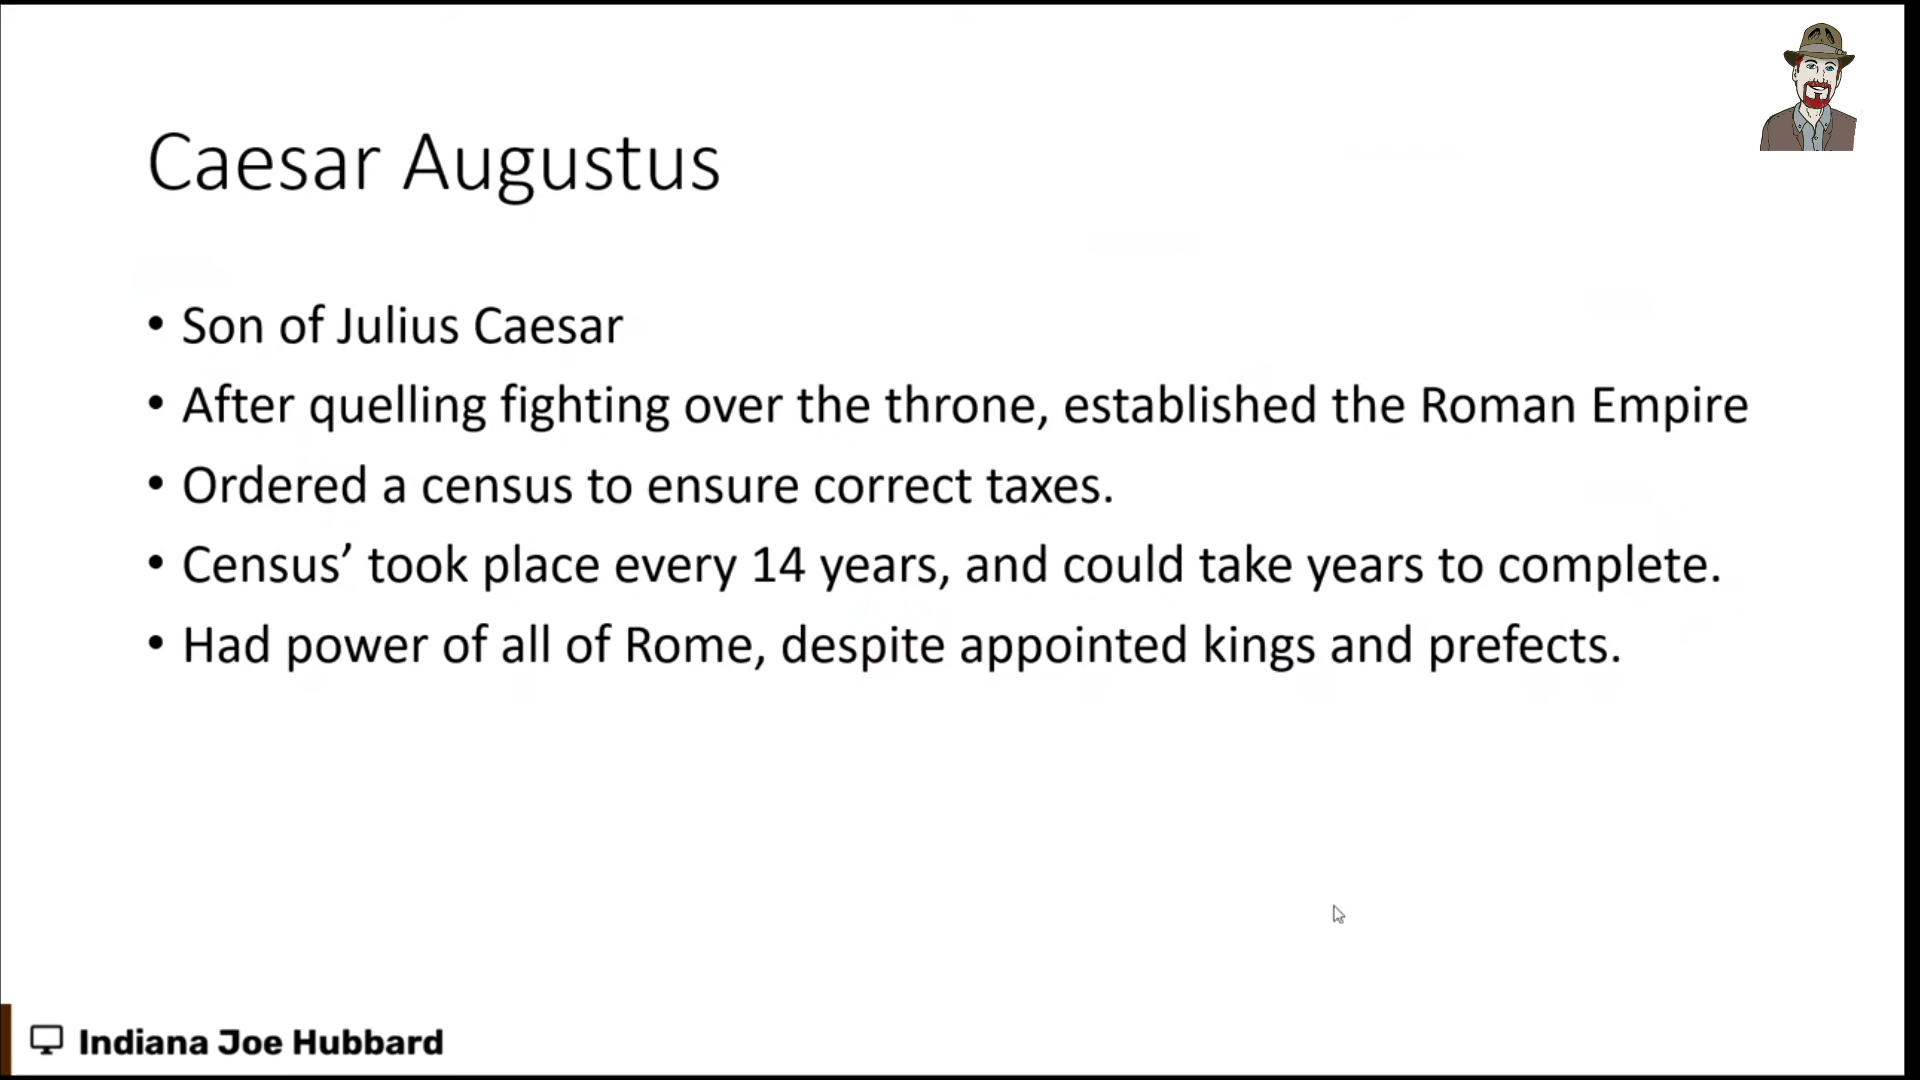 Caesar Augustus
• Son of Julius Caesar
• After quelling fighting over the throne, established the Roman Empire
• Ordered a census to ensure correct taxes.
• Census’ took place every 14 years, and could take years to complete.
• Had power of all of Rome, despite appointed kings and prefects.
Indiana Joe Hubbard